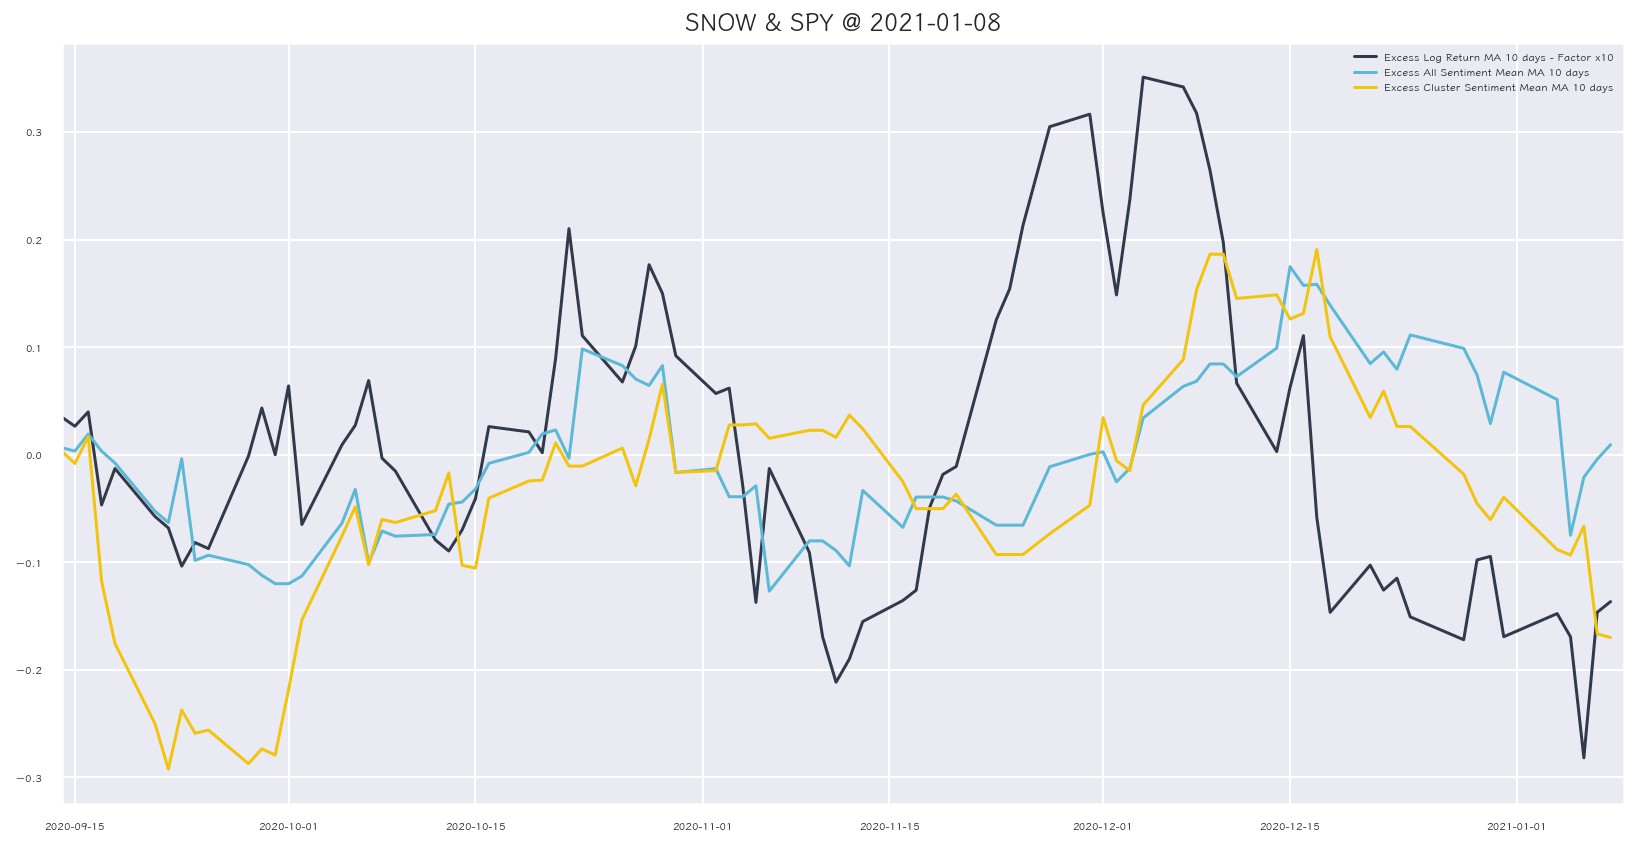 SNOW & SPY @ 2021-01-08
Excess Log Return MA 10 days - Factor x10
Excess All Sentiment Mean MA 10 days
Excess Cluster Sentiment Mean MA 10 days
0.3
0.2
0.1
0.0
−0.1
−0.2
−0.3
2020-09-15 2020-10-01 2020-10-15 2020-11-01 2020-11-15 2020-12-01 2020-12-15 2021-01-01